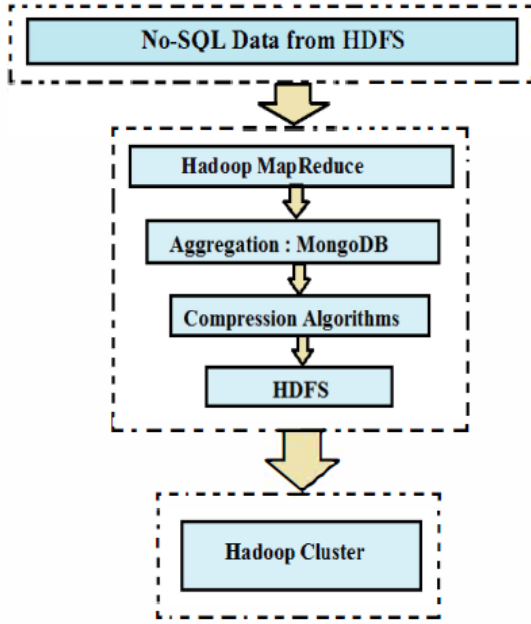 No-SQL Data from HDFS
Hadoop MapReduce
Aggregation : MongoDB
Compression Algorithms
HDFS
Hadoop Cluster